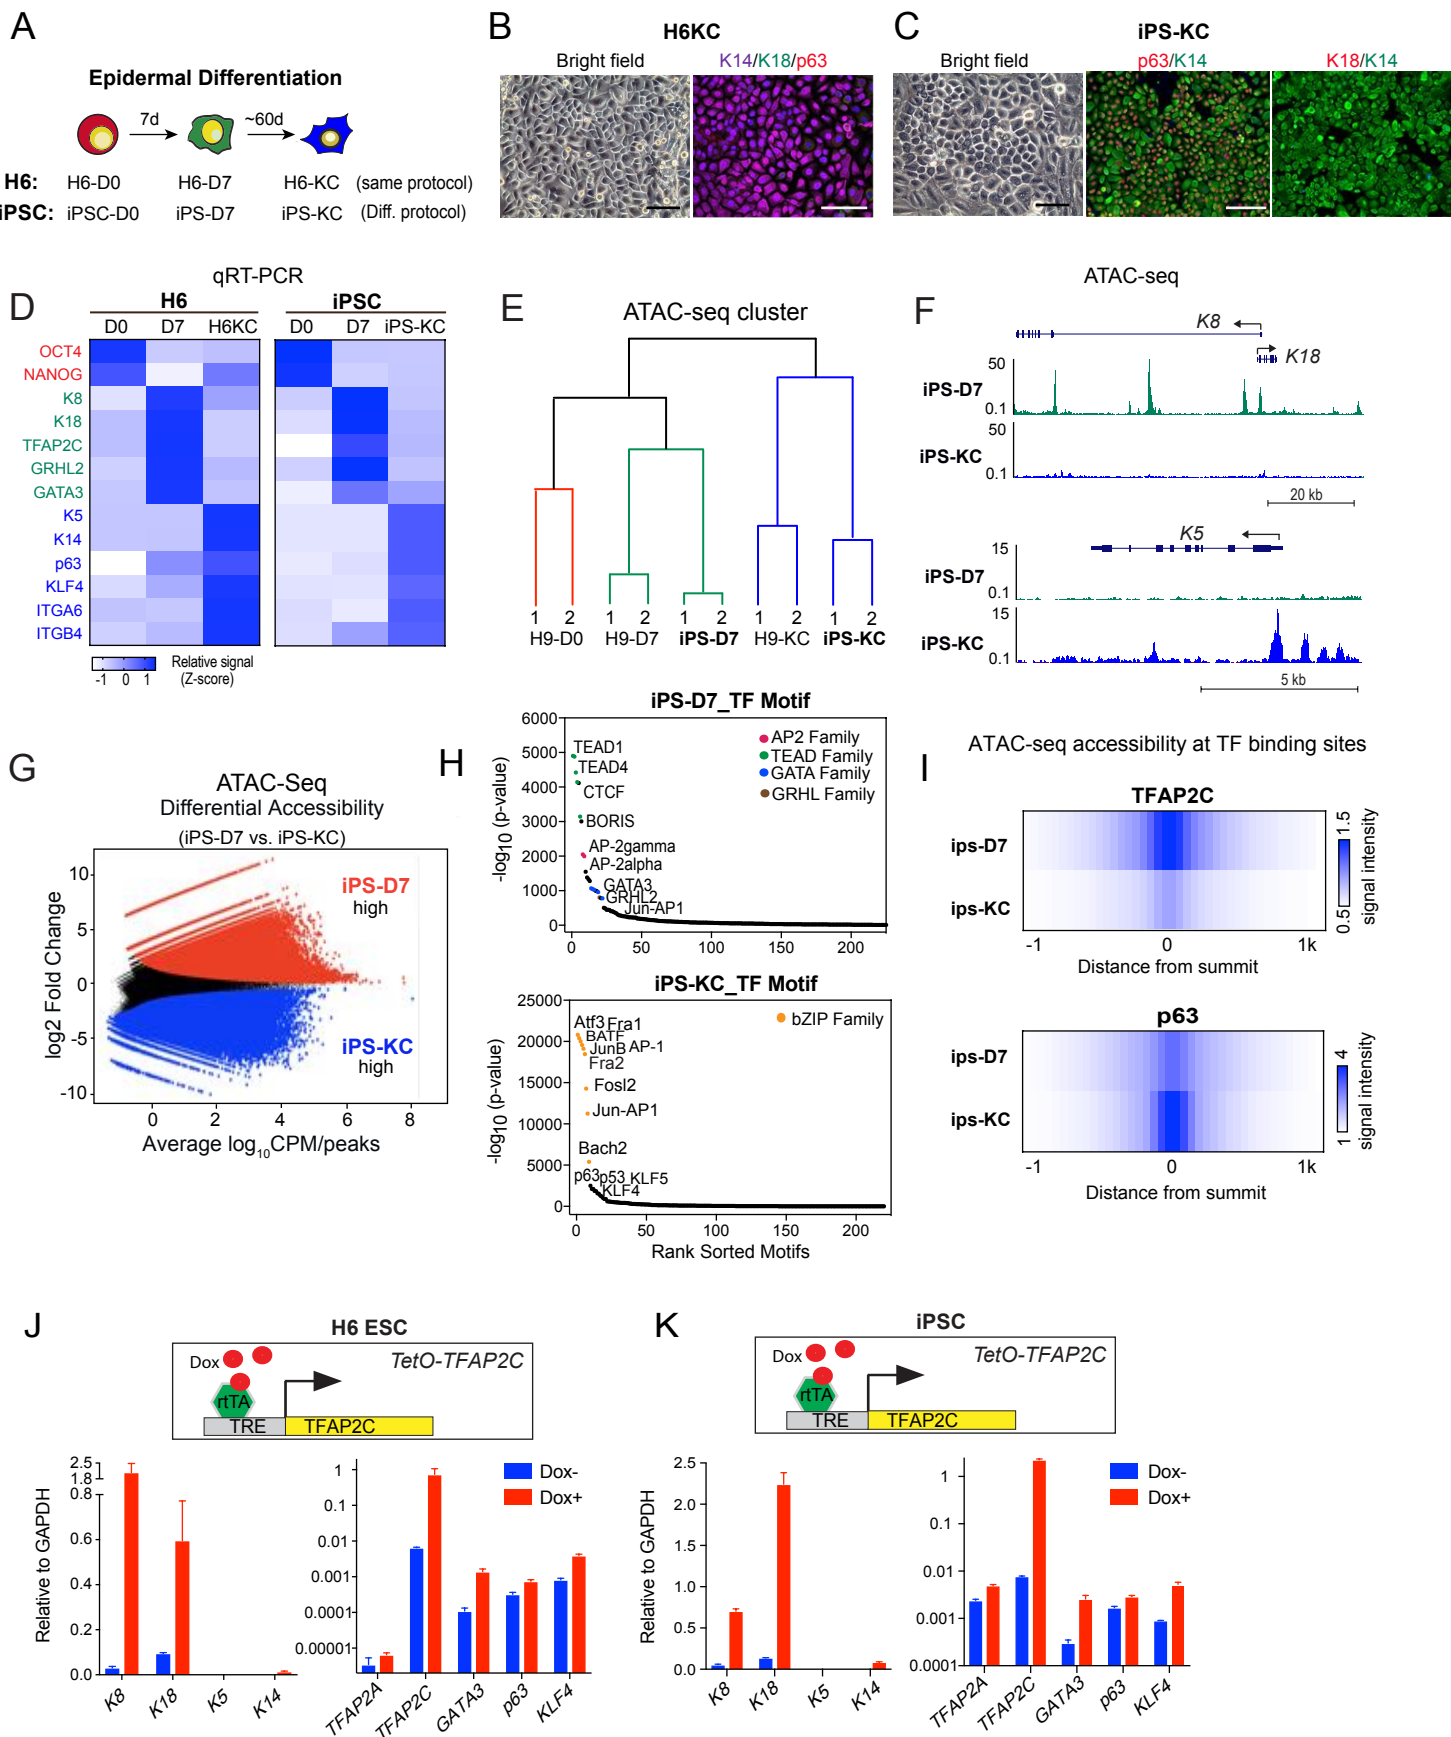 A
Epidermal Differentiation
7d
~60d
H6: H6-D0 H6-D7 H6-KC (same protocol)
iPSC: iPSC-D0 iPS-D7 iPS-KC (Diff. protocol)
B
H6KC
Bright field
K14/K18/p63
C
iPS-KC
Bright field
p63/K14
K18/K14
D
qRT-PCR
H6 iPSC
D0 D7 H6KC D0 D7 iPS-KC
OCT4
NANOG
K8
K18
TFAP2C
GRHL2
GATA3
K5
K14
p63
KLF4
ITGA6
ITGB4
-1 0 1
Relative signal
(Z-score)
E
ATAC-seq cluster
1 2 1 2 1 2 1 2 1 2
H9-D0 H9-D7 iPS-D7 H9-KC iPS-KC
F
ATAC-seq
K8
K18
50
iPS-D7
0.1
50
iPS-KC
0.1
20 kb
K5
15
iPS-D7
0.1
15
iPS-KC
0.1
5 kb
G
ATAC-Seq
Differential Accessibility
(iPS-D7 vs. iPS-KC)
iPS-D7
high
iPS-KC
high
log2 Fold Change
10
5
0
-5
-10
0 2 4 6 8
Average log10CPM/peaks
H
iPS-D7_TF Motif
-log10 (p-value)
6000
5000
4000
3000
2000
1000
0
TEAD1
TEAD4
CTCF
BORIS
AP-2gamma
AP-2alpha
GATA3
GRHL2
Jun-AP1
AP2 Family
TEAD Family
GATA Family
GRHL Family
0 50 100 150 200
iPS-KC_TF Motif
-log10 (p-value)
25000
20000
15000
10000
5000
0
Atf3 Fra1
BATF
JunB AP-1
Fra2
Fosl2
Jun-AP1
Bach2
p63 p53 KLF5
KLF4
bZIP Family
0 50 100 150 200
Rank Sorted Motifs
I
ATAC-seq accessibility at TF binding sites
TFAP2C
ips-D7
ips-KC
-1 0 1k
Distance from summit
0.5 1.5
signal intensity
p63
ips-D7
ips-KC
-1 0 1k
Distance from summit
1 4
signal intensity
J
H6 ESC
Dox
TetO-TFAP2C
rtTA
TRE TFAP2C
Relative to GAPDH
2.5
1.8
0.8
0.6
0.4
0.2
0.0
K8 K18 K5 K14
1
0.1
0.01
0.001
0.0001
0.00001
TFAP2A TFAP2C GATA3 p63 KLF4
Dox-
Dox+
K
iPSC
Dox
TetO-TFAP2C
rtTA
TRE TFAP2C
Relative to GAPDH
2.5
2.0
1.5
1.0
0.5
0.0
K8 K18 K5 K14
1
0.1
0.01
0.001
0.0001
TFAP2A TFAP2C GATA3 p63 KLF4
Dox-
Dox+